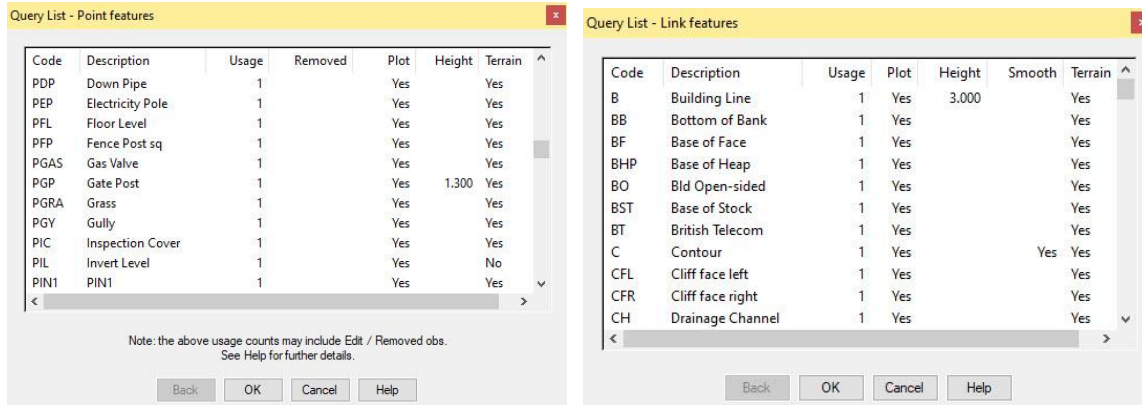 Query List - Point features
Code Description Usage Removed Plot Height Terrain
PDP Down Pipe 1 Yes Yes
PEP Electricity Pole 1 Yes Yes
PFL Floor Level 1 Yes Yes
PFP Fence Post sq 1 Yes Yes
PGAS Gas Valve 1 Yes Yes
PGP Gate Post 1 Yes 1.300 Yes
PGRA Grass 1 Yes Yes
PGY Gully 1 Yes Yes
PIC Inspection Cover 1 Yes Yes
PIL Invert Level 1 Yes No
PIN1 PIN1 1 Yes Yes
Note: the above usage counts may include Edit / Removed obs.
See Help for further details.
Back OK Cancel Help
Query List - Link features
Code Description Usage Plot Height Smooth Terrain
B Building Line 1 Yes 3.000 Yes
BB Bottom of Bank 1 Yes Yes
BF Base of Face 1 Yes Yes
BHP Base of Heap 1 Yes Yes
BO Bld Open-sided 1 Yes Yes
BST Base of Stock 1 Yes Yes
BT British Telecom 1 Yes Yes
C Contour 1 Yes Yes Yes
CFL Cliff face left 1 Yes Yes
CFR Cliff face right 1 Yes Yes
CH Drainage Channel 1 Yes Yes
Back OK Cancel Help